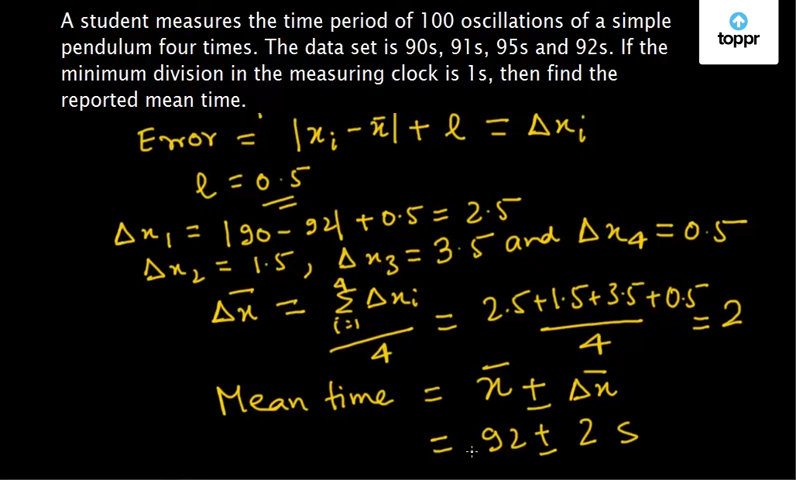 A student measures the time period of 100 oscillations of a simple
pendulum four times. The data set is 90s, 91s, 95s and 92s. If the
minimum division in the measuring clock is 1s, then find the
reported mean time.
toppr
Error = |xᵢ - x̄| + l = Δxᵢ
l = 0.5
Δx₁ = |90 - 92| + 0.5 = 2.5
Δx₂ = 1.5, Δx₃ = 3.5 and Δx₄ = 0.5
Δx̄ = Σ⁴ᵢ₌₁ Δxᵢ / 4 = 2.5+1.5+3.5+0.5 / 4 = 2
Mean time = x̄ ± Δx̄
= 92 ± 2 s